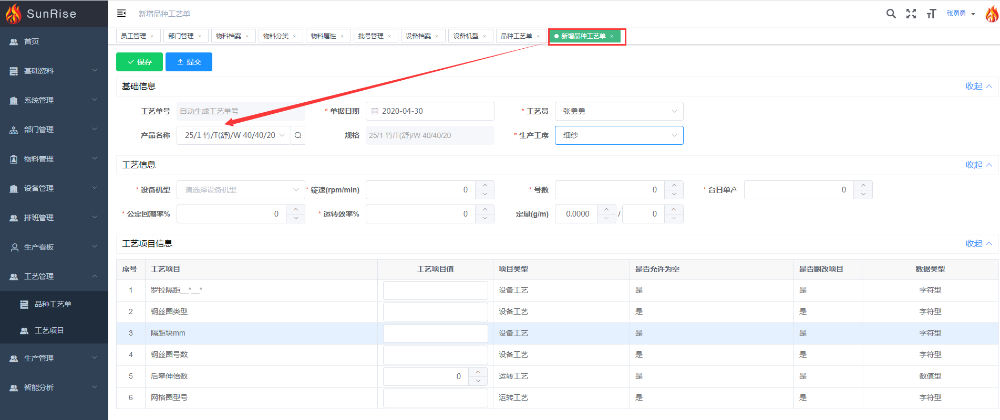 SunRise
新增品种工艺单
张勇勇
首页
基础资料
系统管理
部门管理
物料管理
设备管理
排班管理
生产看板
工艺管理
品种工艺单
工艺项目
生产管理
智能分析
员工管理 × 部门管理 × 物料档案 × 物料分类 × 物料属性 × 批号管理 × 设备档案 × 设备机型 × 品种工艺单 × 新增品种工艺单 ×
保存 提交
基础信息 收起
工艺单号 自动生成工艺单号 * 单据日期 2020-04-30 * 工艺员 张勇勇
产品名称 25/1 竹/T(舒)/W 40/40/20 规格 25/1 竹/T(舒)/W 40/40/20 * 生产工序 细纱
工艺信息 收起
* 设备机型 请选择设备机型 * 锭速(rpm/min) 0 * 号数 0 * 台日单产 0
* 公定回潮率% 0 * 运转效率% 0 定量(g/m) 0.0000 / 0
工艺项目信息 收起
序号 工艺项目 工艺项目值 项目类型 是否允许为空 是否翻改项目 数据类型
1 罗拉隔距__*__* 设备工艺 是 是 字符型
2 钢丝圈类型 设备工艺 是 是 字符型
3 隔距块mm 设备工艺 是 是 字符型
4 钢丝圈号数 设备工艺 是 是 字符型
5 后牵伸倍数 0 运转工艺 是 是 数值型
6 网格圈型号 运转工艺 是 是 字符型